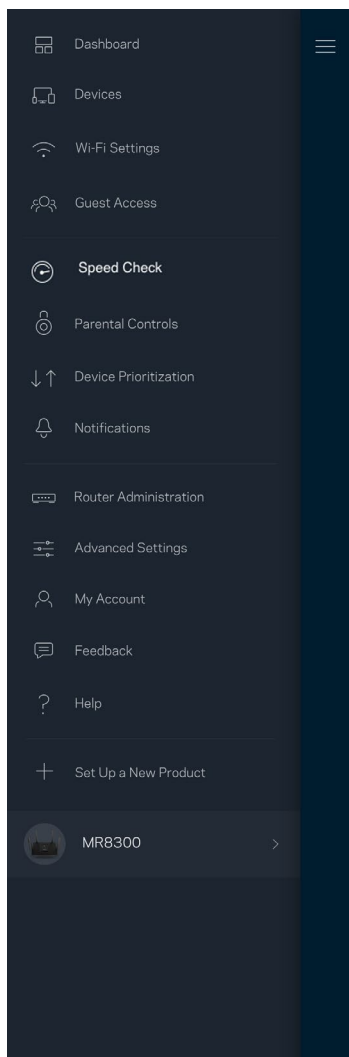 Dashboard
Devices
Wi-Fi Settings
Guest Access
Speed Check
Parental Controls
Device Prioritization
Notifications
Router Administration
Advanced Settings
My Account
Feedback
Help
Set Up a New Product
MR8300